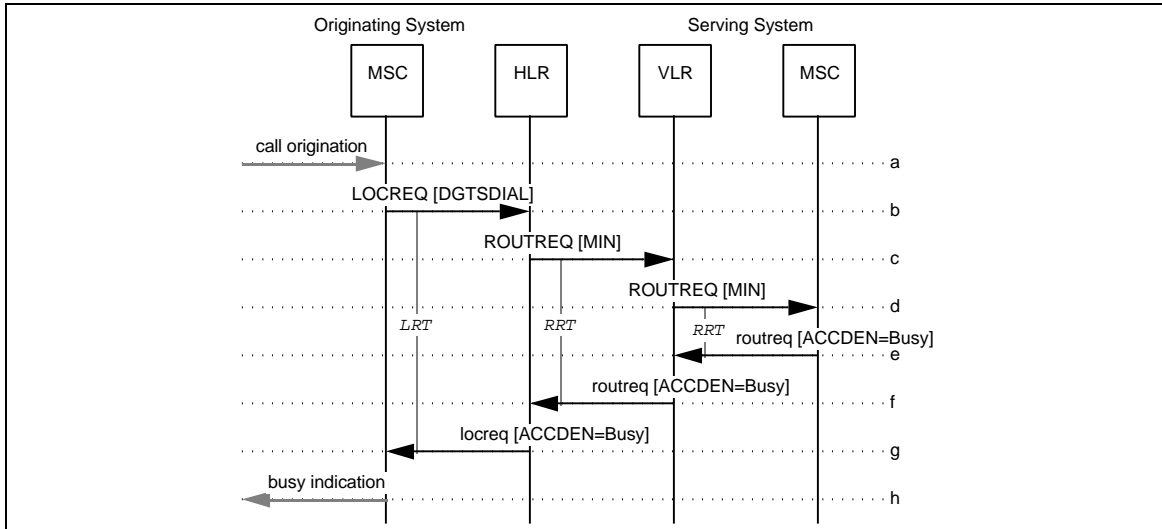 Originating System
Serving System
MSC
HLR
VLR
MSC
call origination
a
LOCREQ [DGTSDIAL]
b
ROUTREQ [MIN]
c
ROUTREQ [MIN]
d
LRT
RRT
RRT
routreq [ACCDEN=Busy]
e
routreq [ACCDEN=Busy]
f
locreq [ACCDEN=Busy]
g
busy indication
h